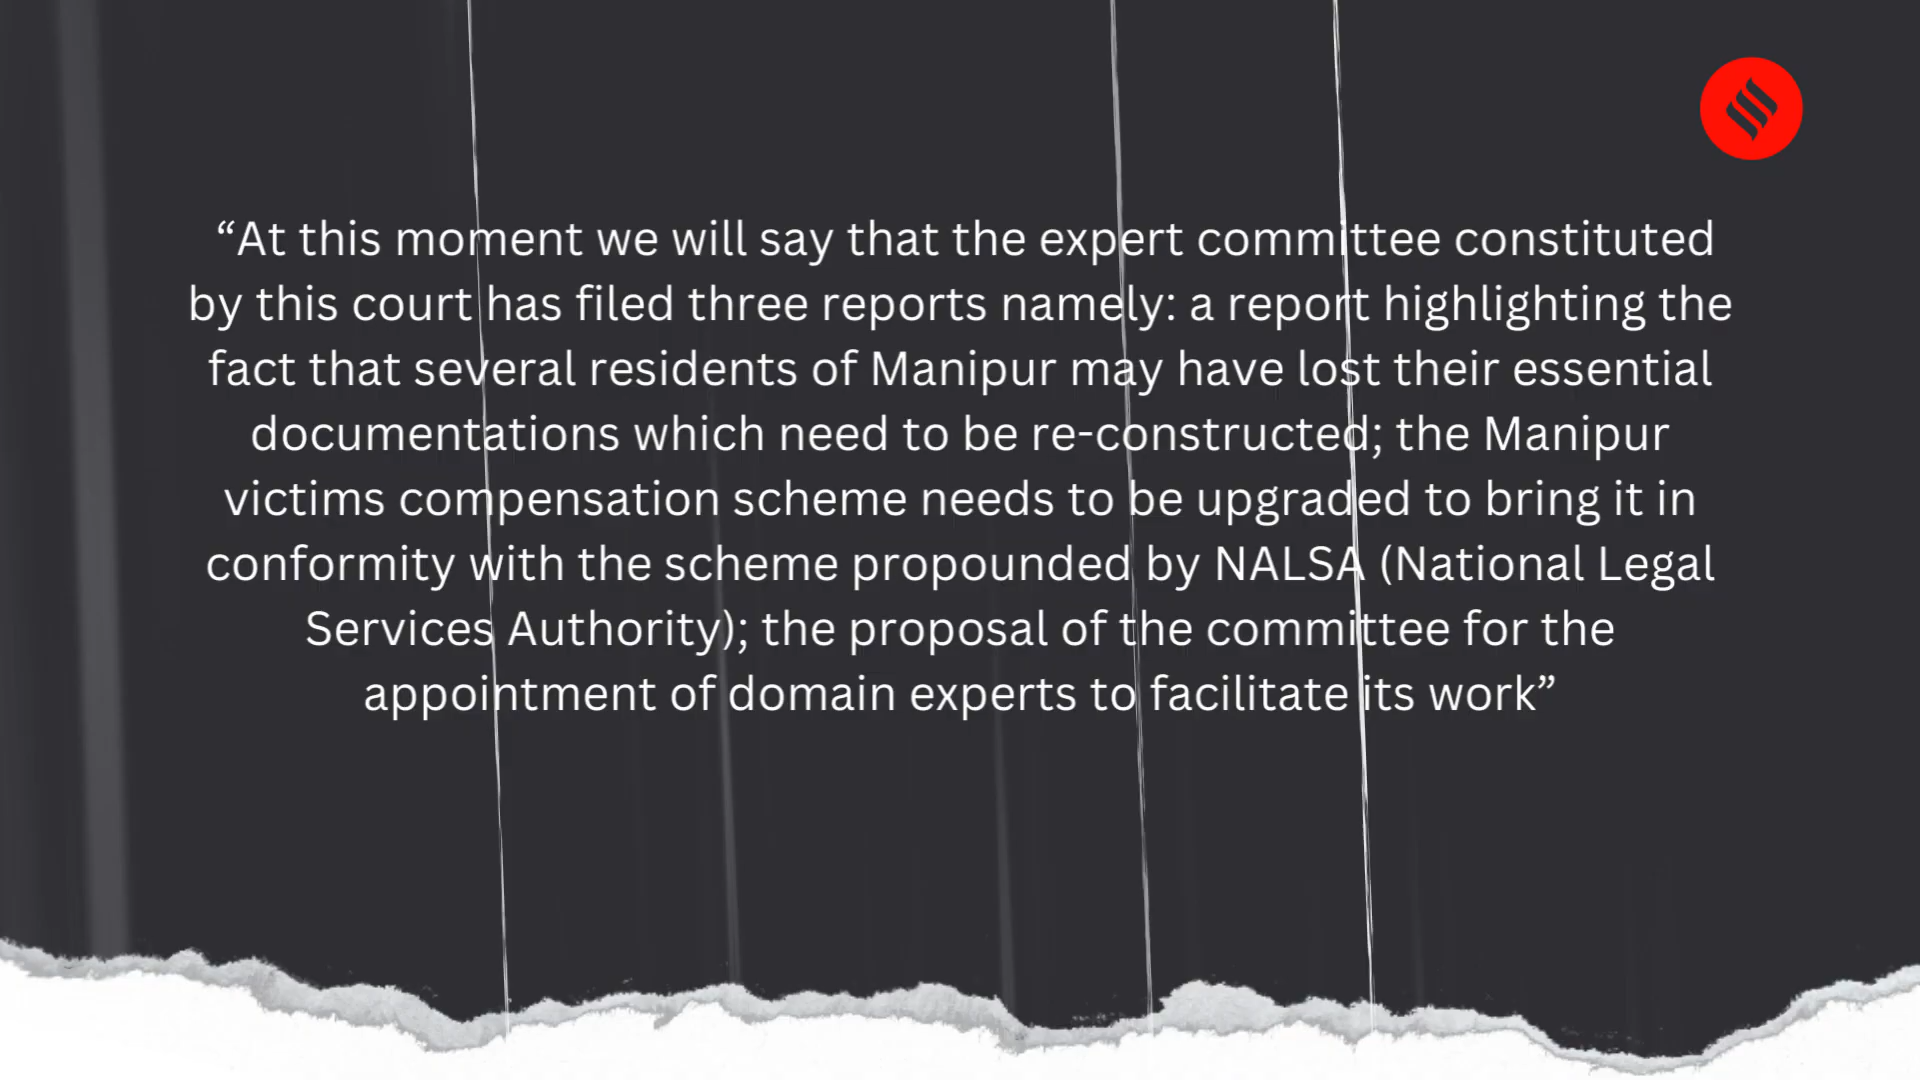 “At this moment we will say that the expert committee constituted
by this court has filed three reports namely: a report highlighting the
fact that several residents of Manipur may have lost their essential
documentations which need to be re-constructed; the Manipur
victims compensation scheme needs to be upgraded to bring it in
conformity with the scheme propounded by NALSA (National Legal
Services Authority); the proposal of the committee for the
appointment of domain experts to facilitate its work”